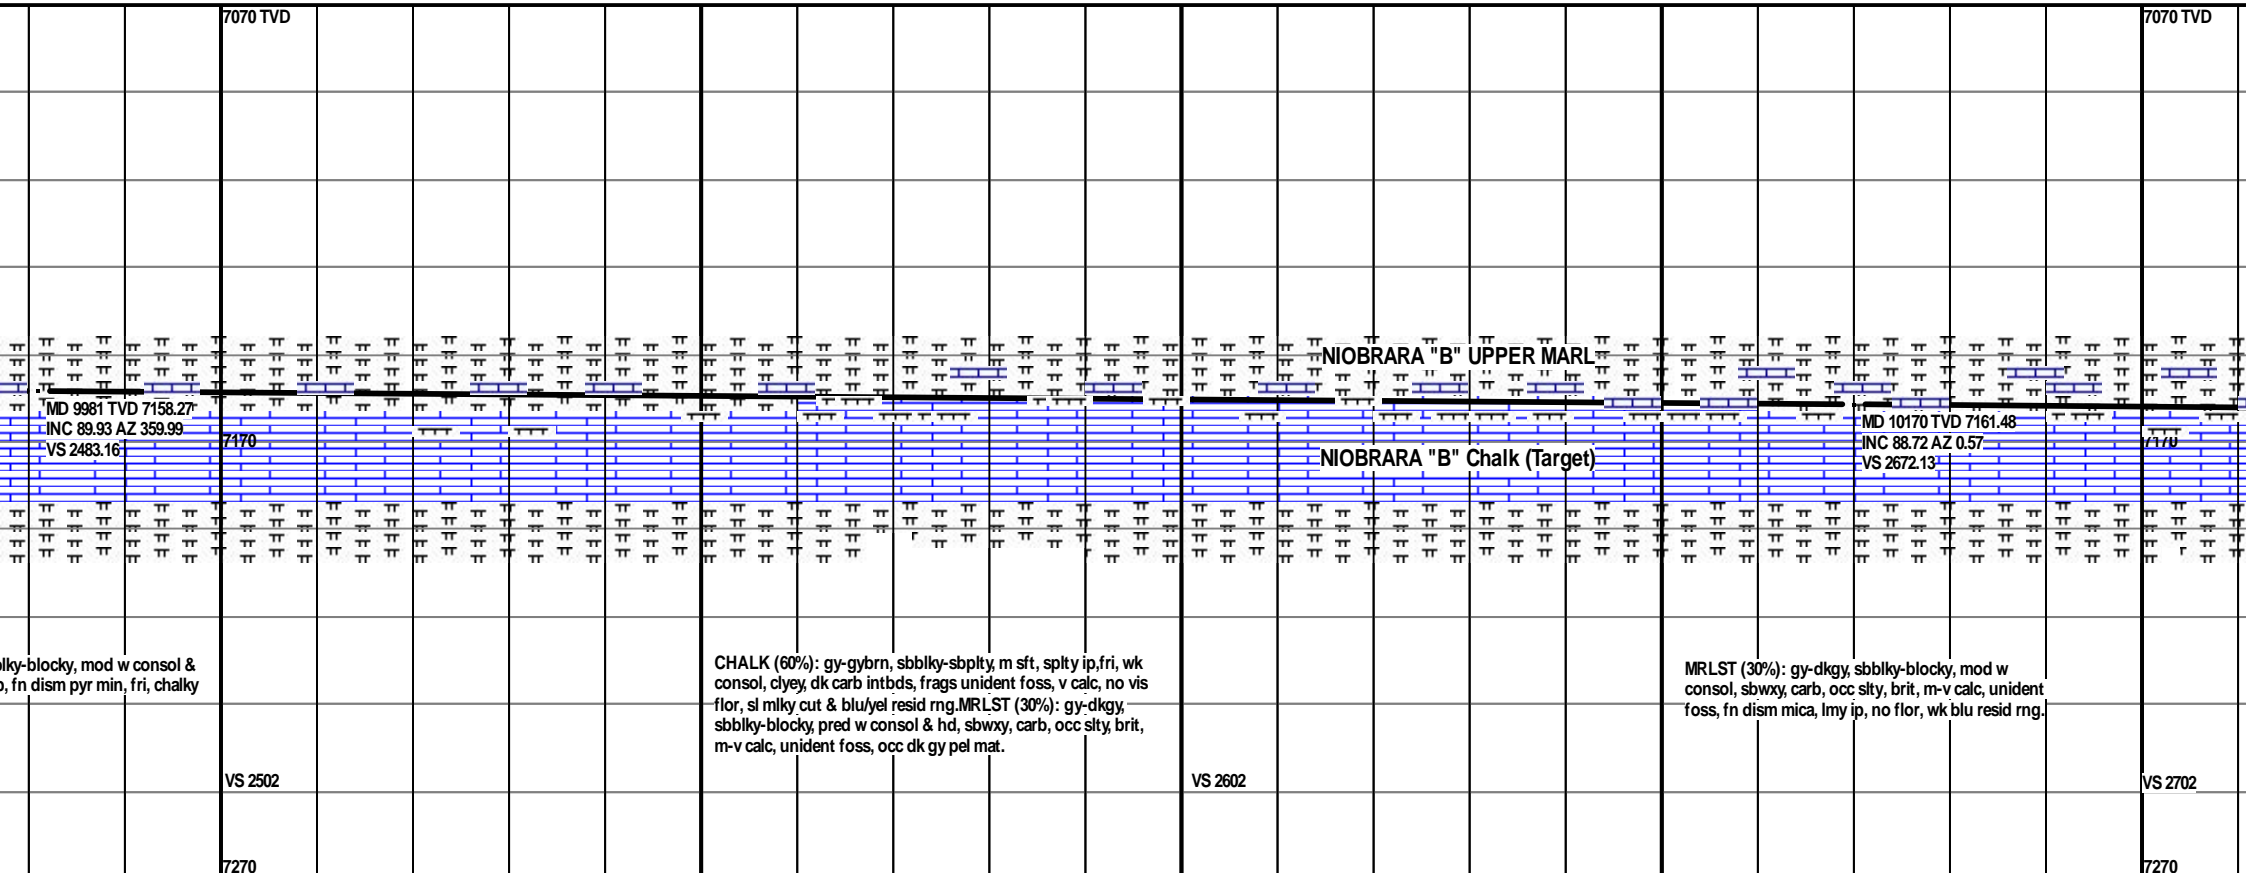 7070 TVD
7070 TVD
NIOBRARA "B" UPPER MARL
MD 9981 TVD 7158.27
INC 89.93 AZ 359.99
VS 2483.16
7170
NIOBRARA "B" Chalk (Target)
MD 10170 TVD 7161.48
INC 88.72 AZ 0.57
VS 2672.13
7170
lky-blocky, mod w consol &
, fn dism pyr min, fri, chalky
CHALK (60%): gy-gybrn, sbblky-sbplty, m sft, splty ip,fri, wk
consol, clyey, dk carb intbds, frags unident foss, v calc, no vis
flor, sl mlky cut & blu/yel resid rng.MRLST (30%): gy-dkgy,
sbblky-blocky, pred w consol & hd, sbwxy, carb, occ slty, brit,
m-v calc, unident foss, occ dk gy pel mat.
MRLST (30%): gy-dkgy, sbblky-blocky, mod w
consol, sbwxy, carb, occ slty, brit, m-v calc, unident
foss, fn dism mica, lmy ip, no flor, wk blu resid rng.
VS 2502
VS 2602
VS 2702
7270
7270